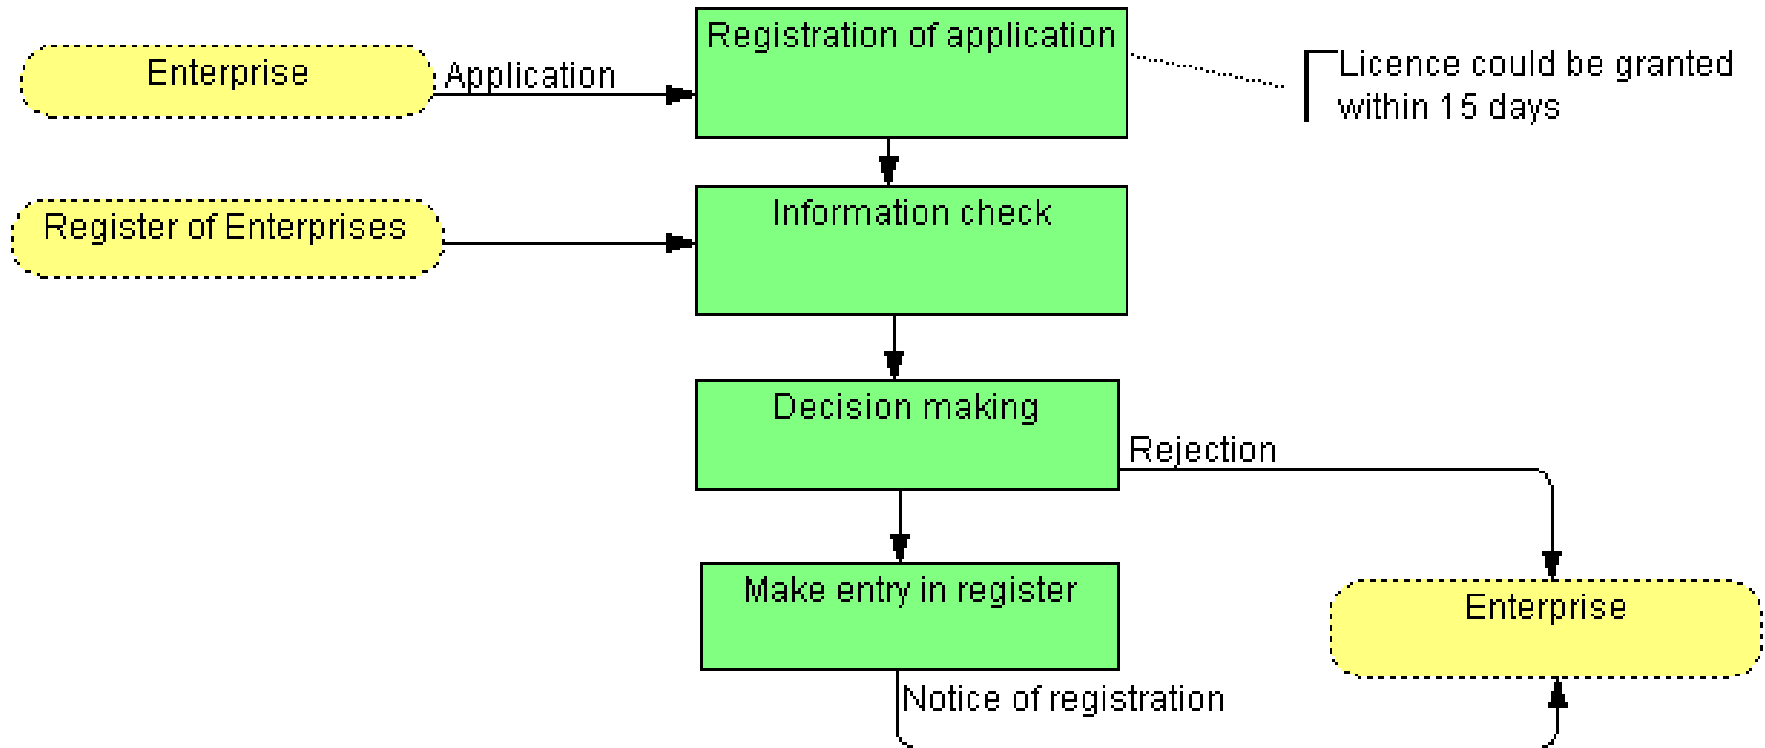 Registration of application
Enterprise
Application
Licence could be granted
within 15 days
Register of Enterprises
Information check
Decision making
Rejection
Make entry in register
Enterprise
Notice of registration